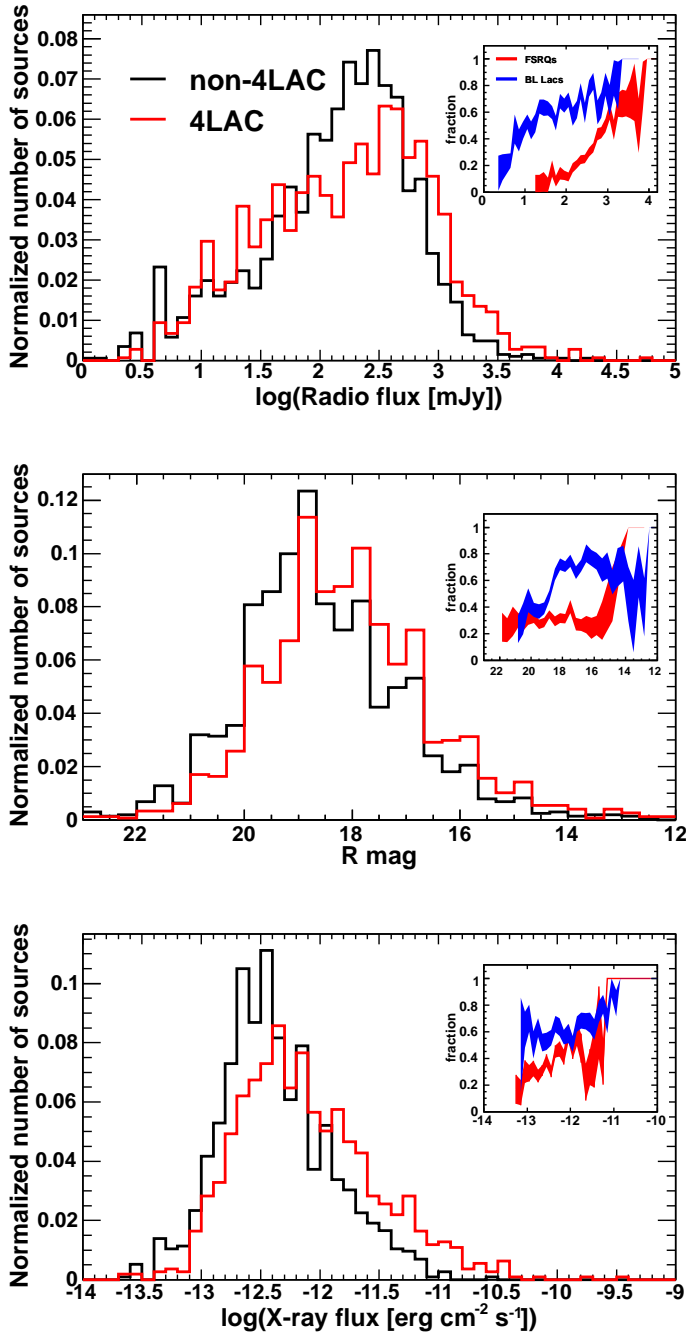 Normalized number of sources
0.08
0.07
0.06
0.05
0.04
0.03
0.02
0.01
0
non-4LAC
4LAC
0 0.5 1 1.5 2 2.5 3 3.5 4 4.5 5
log(Radio flux [mJy])
fraction
1
0.8
0.6
0.4
0.2
0
FSRQs
BL Lacs
0 1 2 3 4
Normalized number of sources
0.12
0.1
0.08
0.06
0.04
0.02
0
22 20 18 16 14 12
R mag
fraction
1
0.8
0.6
0.4
0.2
0
22 20 18 16 14 12
Normalized number of sources
0.1
0.08
0.06
0.04
0.02
0
-14 -13.5 -13 -12.5 -12 -11.5 -11 -10.5 -10 -9.5 -9
log(X-ray flux [erg cm⁻² s⁻¹])
fraction
1
0.8
0.6
0.4
0.2
0
-14 -13 -12 -11 -10